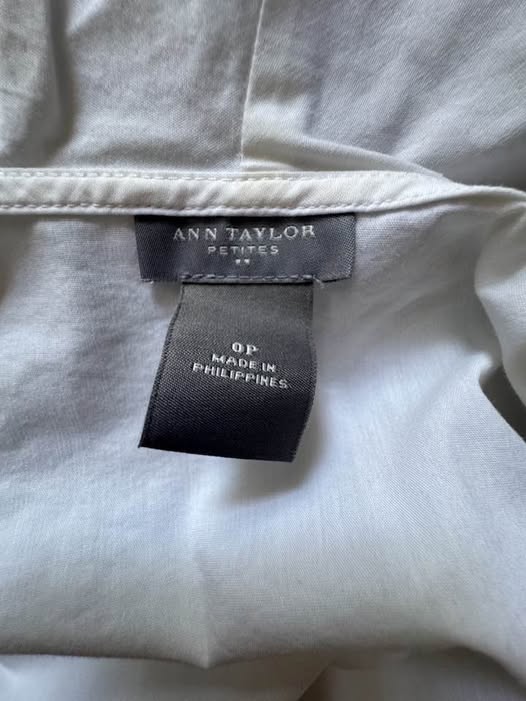 ANN TAYLOR
PETITES
0P
MADE IN
PHILIPPINES